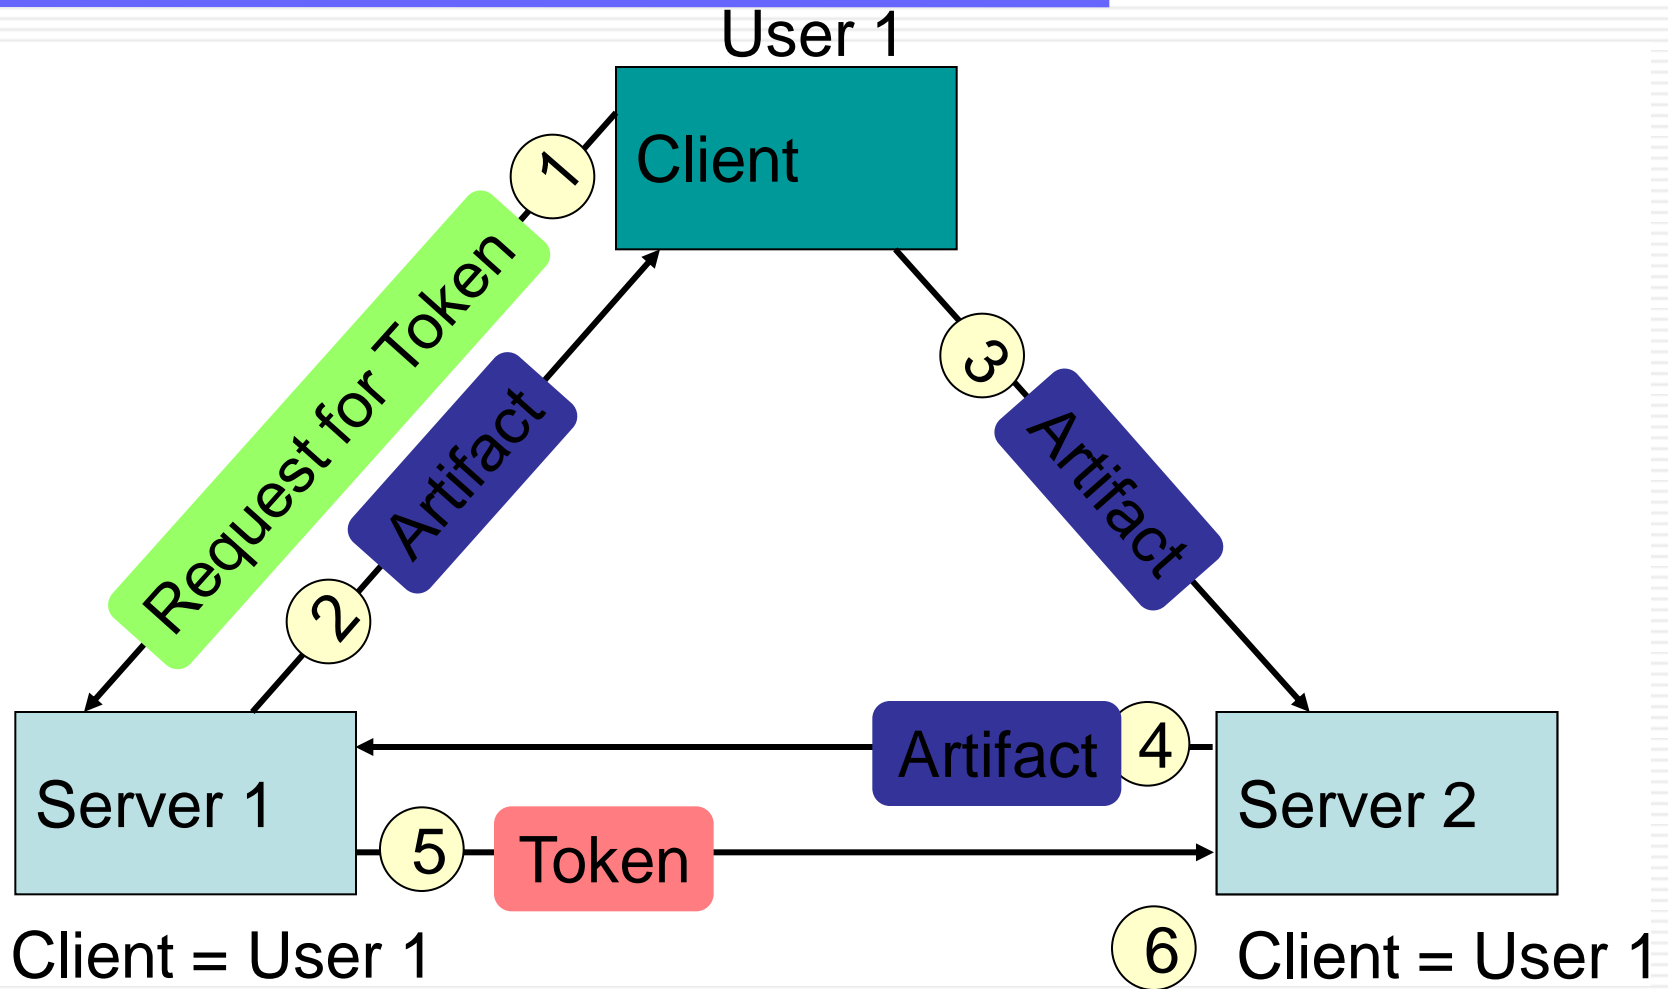 User 1
Client
1
Request for Token
2
Artifact
3
Artifact
Artifact 4
Server 1
Server 2
5 Token
Client = User 1
6 Client = User 1